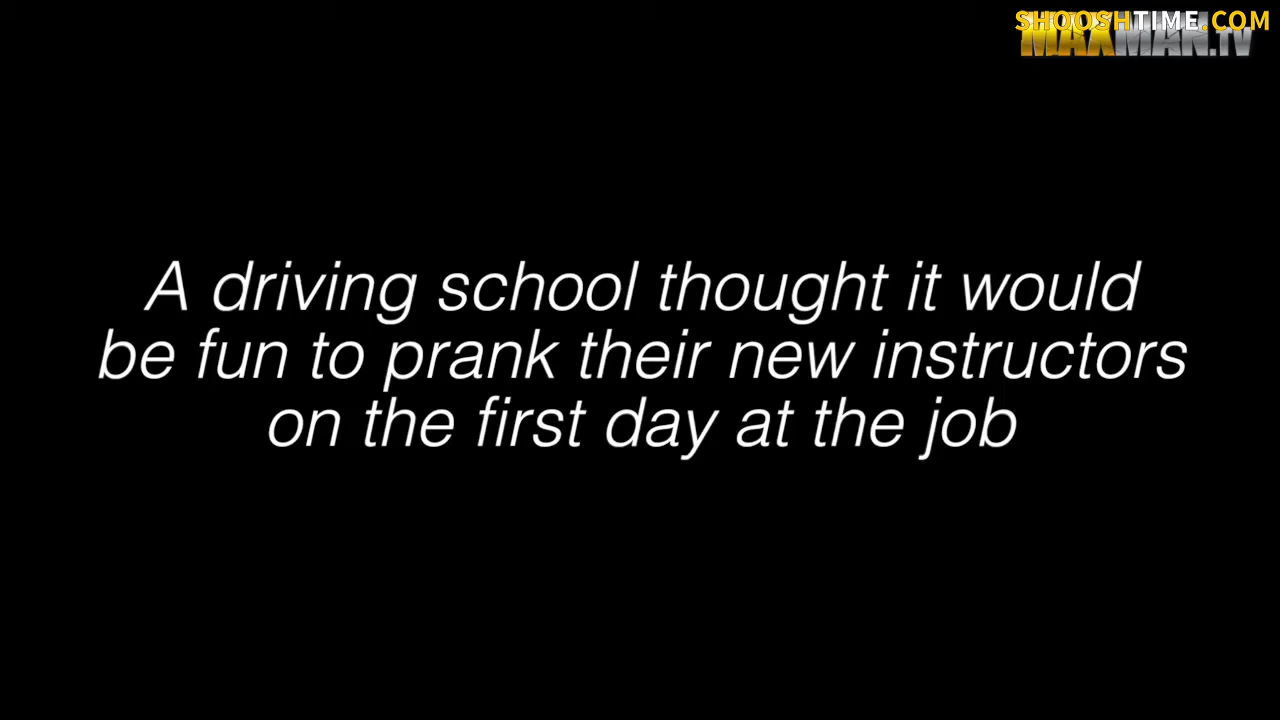 SHOOSHTIME.COM
MAXMAN.TV
A driving school thought it would
be fun to prank their new instructors
on the first day at the job